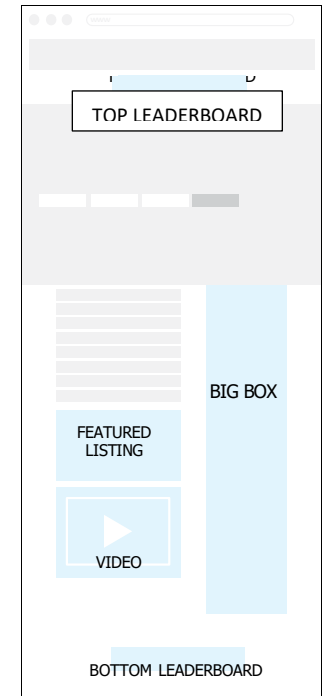 TOP LEADERBOARD
BIG BOX
FEATURED
LISTING
VIDEO
BOTTOM LEADERBOARD